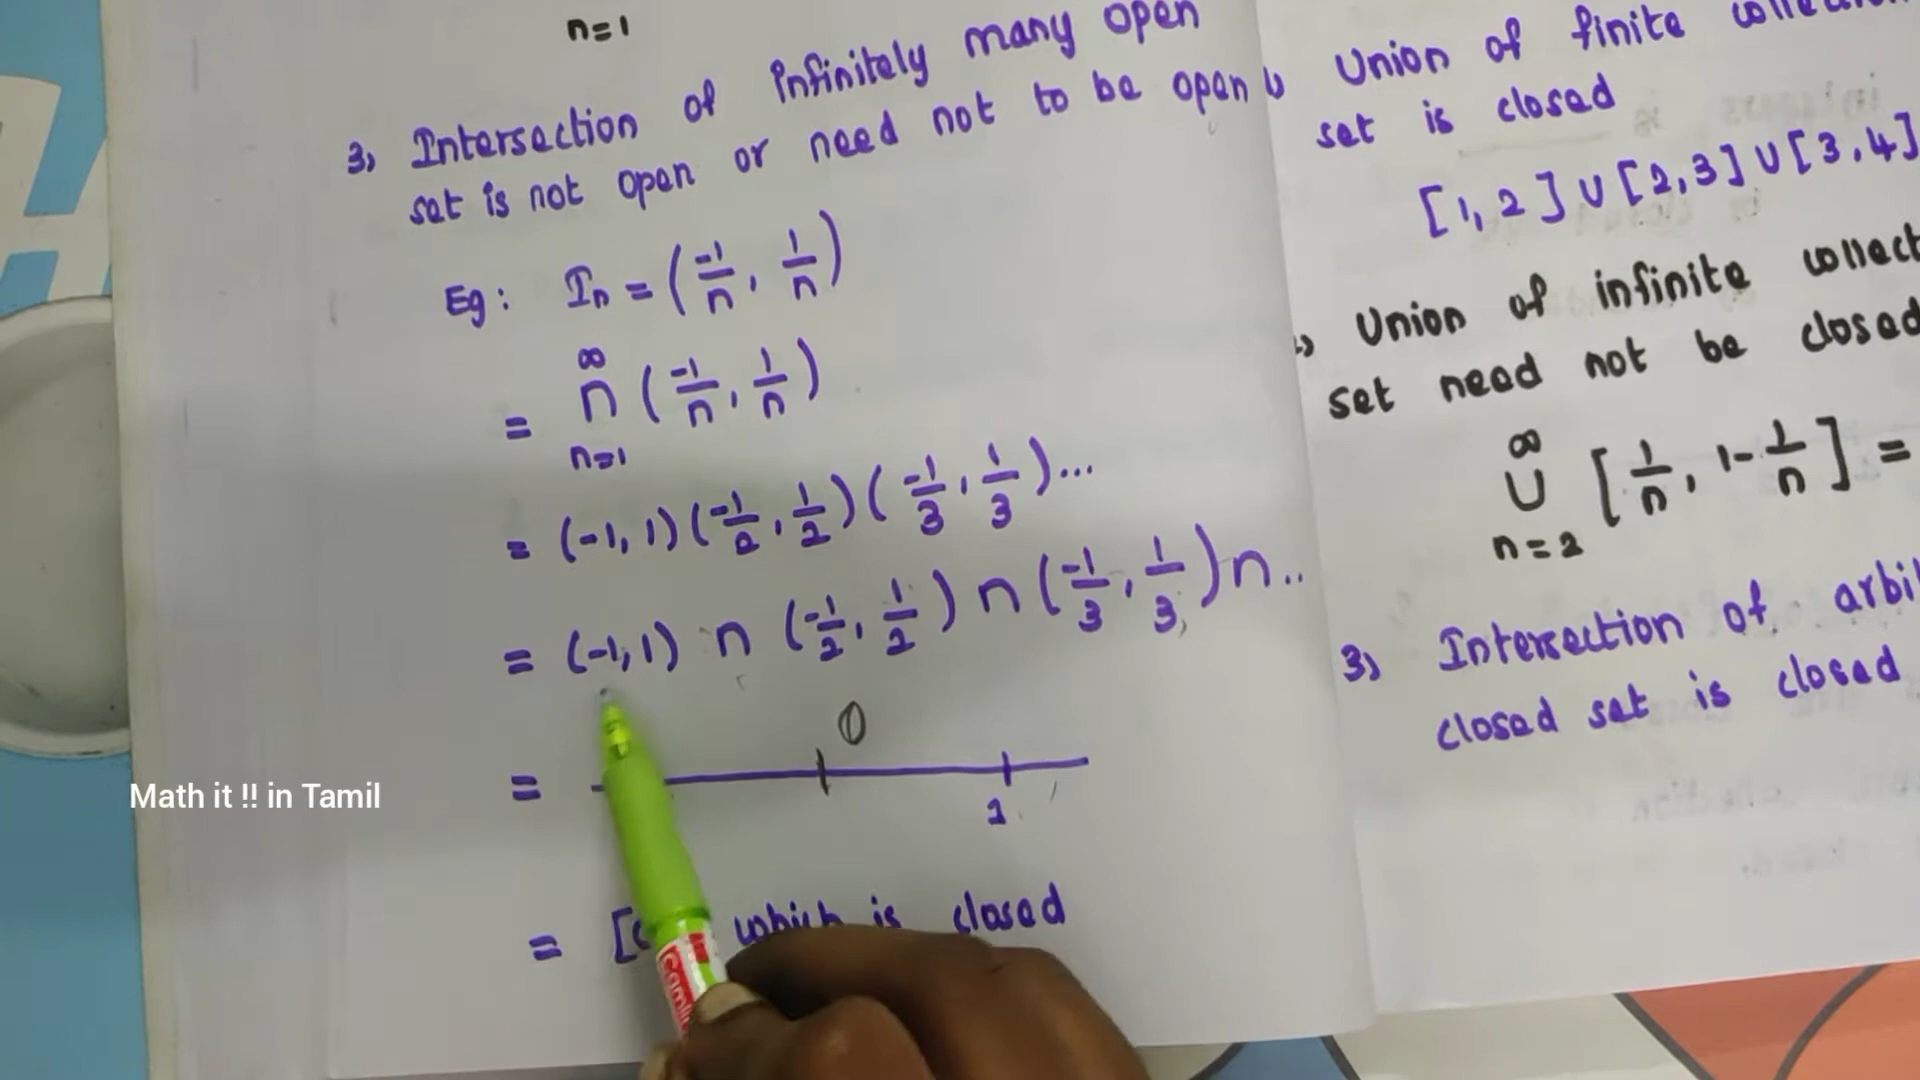 n=1
3) Intersection of infinitely many open
set is not open or need not to be open
Eg: In = (-1/n, 1/n)
= ∞ ∩ n=1 (-1/n, 1/n)
= (-1, 1) (-1/2, 1/2) (-1/3, 1/3) ...
= (-1, 1) ∩ (-1/2, 1/2) ∩ (-1/3, 1/3) ∩ ..
0
=
1
= which is closed
Union of finite
set is closed
[1, 2] ∪ [2, 3] ∪ [3, 4]
Union of infinite
set need not be closed
∞ ∪ n=2 [1/n, 1-1/n] =
3) Intersection of
closed set is closed
Math it !! in Tamil